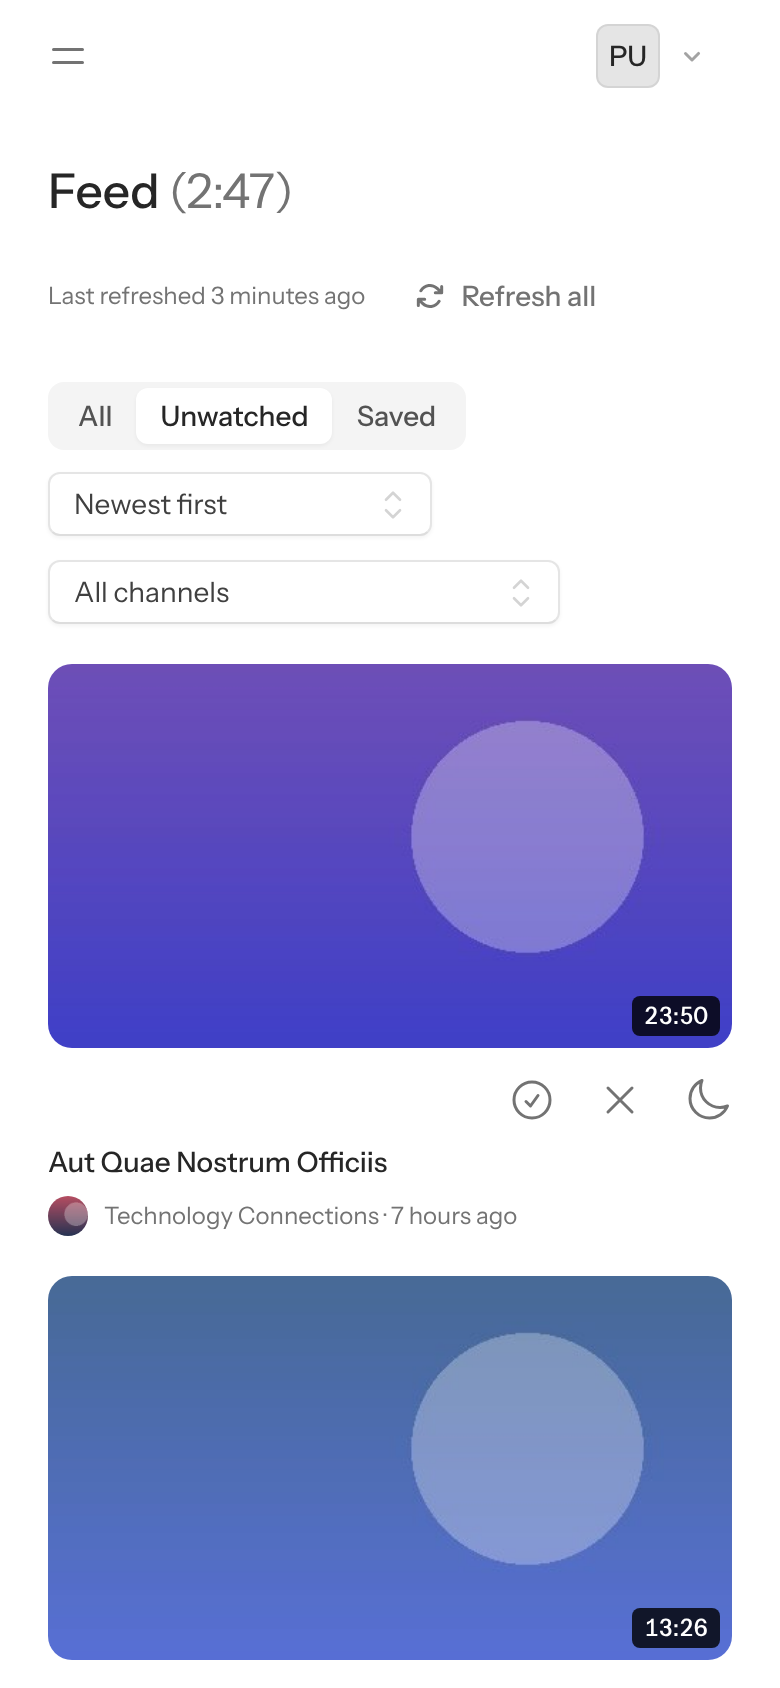 PU
Feed (2:47)
Last refreshed 3 minutes ago Refresh all
All Unwatched Saved
Newest first
All channels
23:50
Aut Quae Nostrum Officiis
Technology Connections · 7 hours ago
13:26